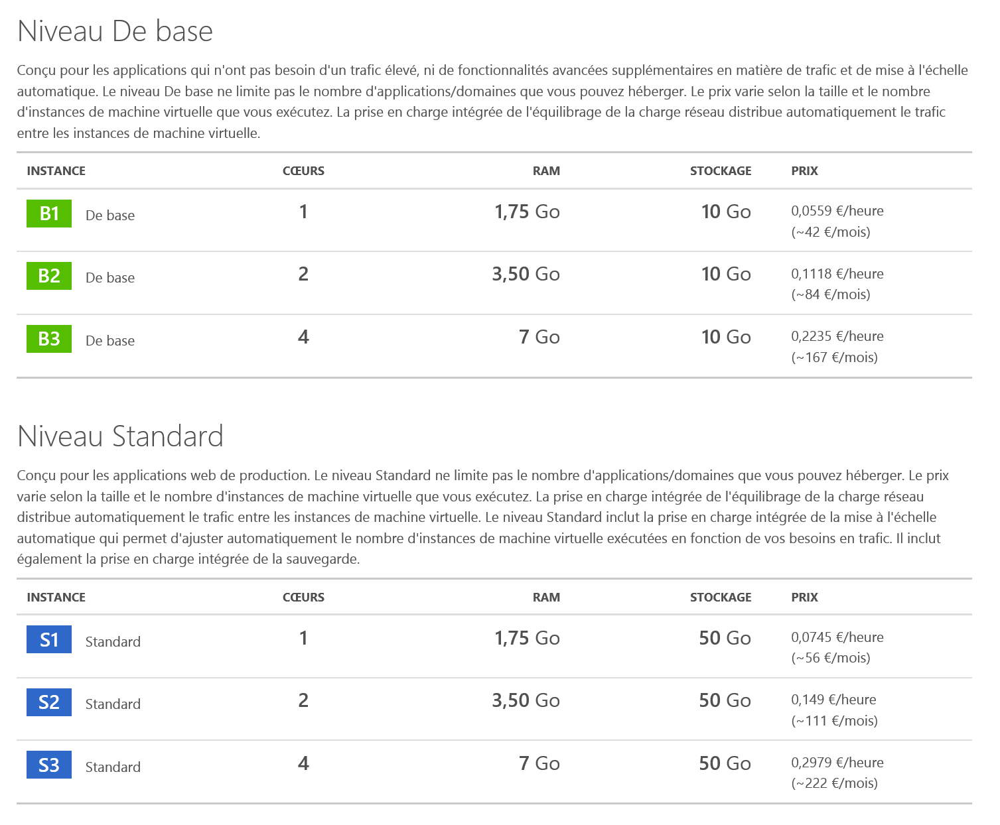 Niveau De base
Conçu pour les applications qui n'ont pas besoin d'un trafic élevé, ni de fonctionnalités avancées supplémentaires en matière de trafic et de mise à l'échelle
automatique. Le niveau De base ne limite pas le nombre d'applications/domaines que vous pouvez héberger. Le prix varie selon la taille et le nombre
d'instances de machine virtuelle que vous exécutez. La prise en charge intégrée de l'équilibrage de la charge réseau distribue automatiquement le trafic
entre les instances de machine virtuelle.
INSTANCE CŒURS RAM STOCKAGE PRIX
B1 De base 1 1,75 Go 10 Go 0,0559 €/heure
(~42 €/mois)
B2 De base 2 3,50 Go 10 Go 0,1118 €/heure
(~84 €/mois)
B3 De base 4 7 Go 10 Go 0,2235 €/heure
(~167 €/mois)
Niveau Standard
Conçu pour les applications web de production. Le niveau Standard ne limite pas le nombre d'applications/domaines que vous pouvez héberger. Le prix
varie selon la taille et le nombre d'instances de machine virtuelle que vous exécutez. La prise en charge intégrée de l'équilibrage de la charge réseau
distribue automatiquement le trafic entre les instances de machine virtuelle. Le niveau Standard inclut la prise en charge intégrée de la mise à l'échelle
automatique qui permet d'ajuster automatiquement le nombre d'instances de machine virtuelle exécutées en fonction de vos besoins en trafic. Il inclut
également la prise en charge intégrée de la sauvegarde.
INSTANCE CŒURS RAM STOCKAGE PRIX
S1 Standard 1 1,75 Go 50 Go 0,0745 €/heure
(~56 €/mois)
S2 Standard 2 3,50 Go 50 Go 0,149 €/heure
(~111 €/mois)
S3 Standard 4 7 Go 50 Go 0,2979 €/heure
(~222 €/mois)